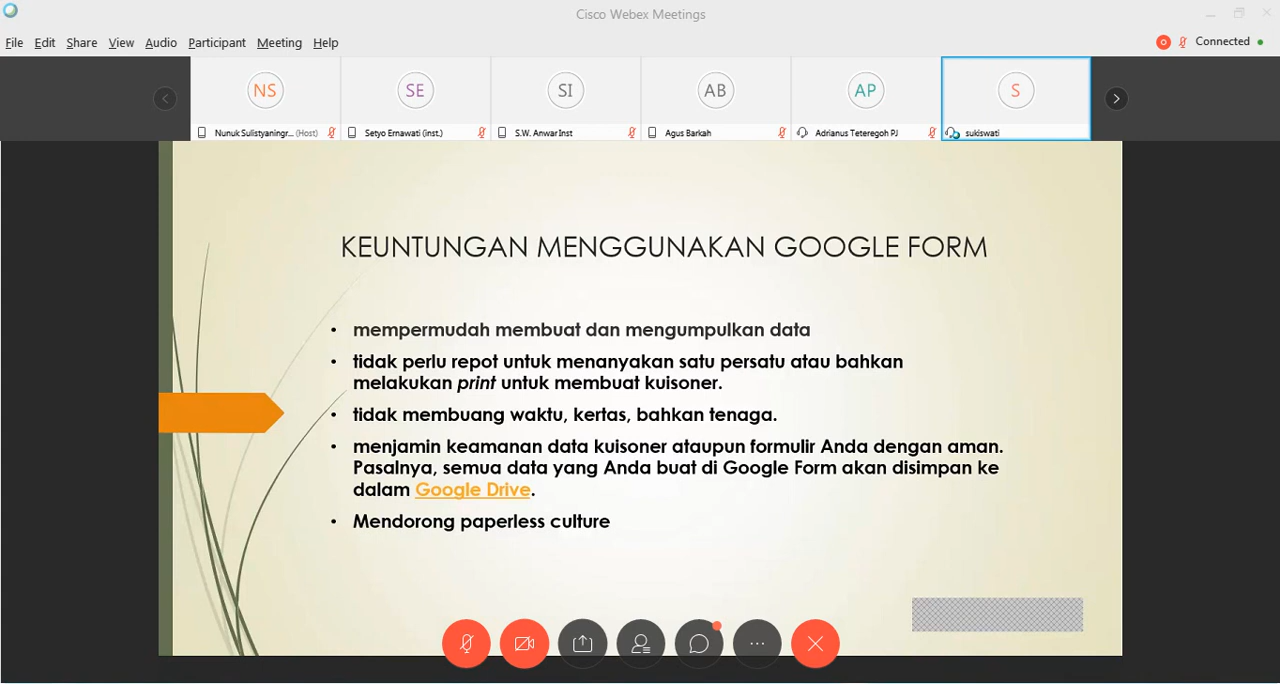 Cisco Webex Meetings
File Edit Share View Audio Participant Meeting Help
Connected
NS SE SI AB AP S
Nunuk Sulistyaningr... (Host) Setyo Ernawati (inst.) S.W. Anwar Inst Agus Barkah Adrianus Teteregoh PJ sukiswati
KEUNTUNGAN MENGGUNAKAN GOOGLE FORM
• mempermudah membuat dan mengumpulkan data
• tidak perlu repot untuk menanyakan satu persatu atau bahkan
melakukan print untuk membuat kuisoner.
• tidak membuang waktu, kertas, bahkan tenaga.
• menjamin keamanan data kuisoner ataupun formulir Anda dengan aman.
Pasalnya, semua data yang Anda buat di Google Form akan disimpan ke
dalam Google Drive.
• Mendorong paperless culture